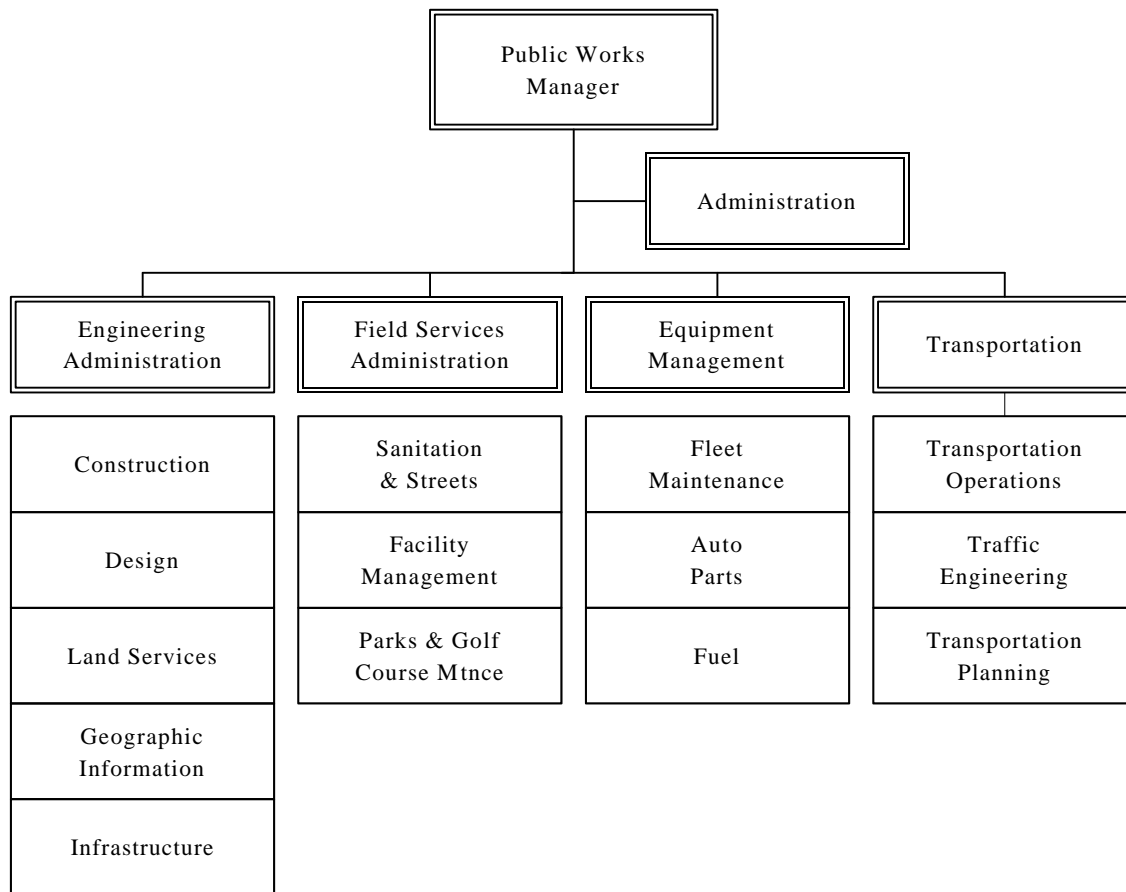 Public Works
Manager
Administration
Engineering
Administration
Field Services
Administration
Equipment
Management
Transportation
Construction
Design
Land Services
Geographic
Information
Infrastructure
Sanitation
& Streets
Facility
Management
Parks & Golf
Course Mtnce
Fleet
Maintenance
Auto
Parts
Fuel
Transportation
Operations
Traffic
Engineering
Transportation
Planning